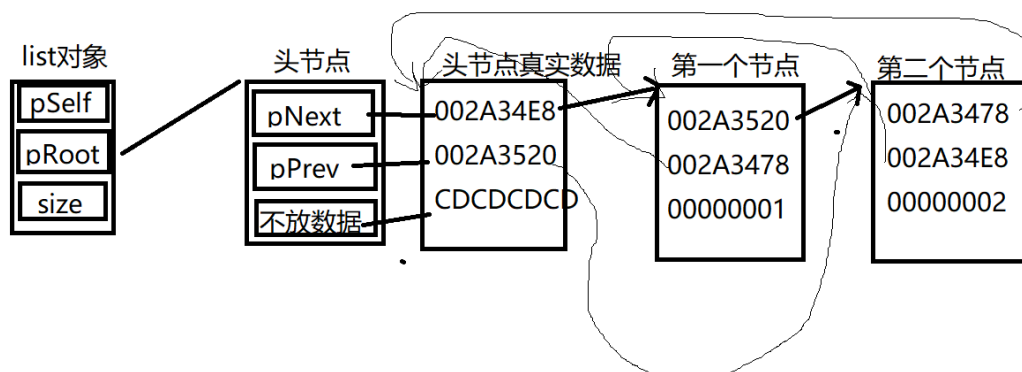 list对象
pSelf
pRoot
size
头节点
pNext
pPrev
不放数据
头节点真实数据
002A34E8
002A3520
CDCDCDCD
第一个节点
002A3520
002A3478
00000001
第二个节点
002A3478
002A34E8
00000002